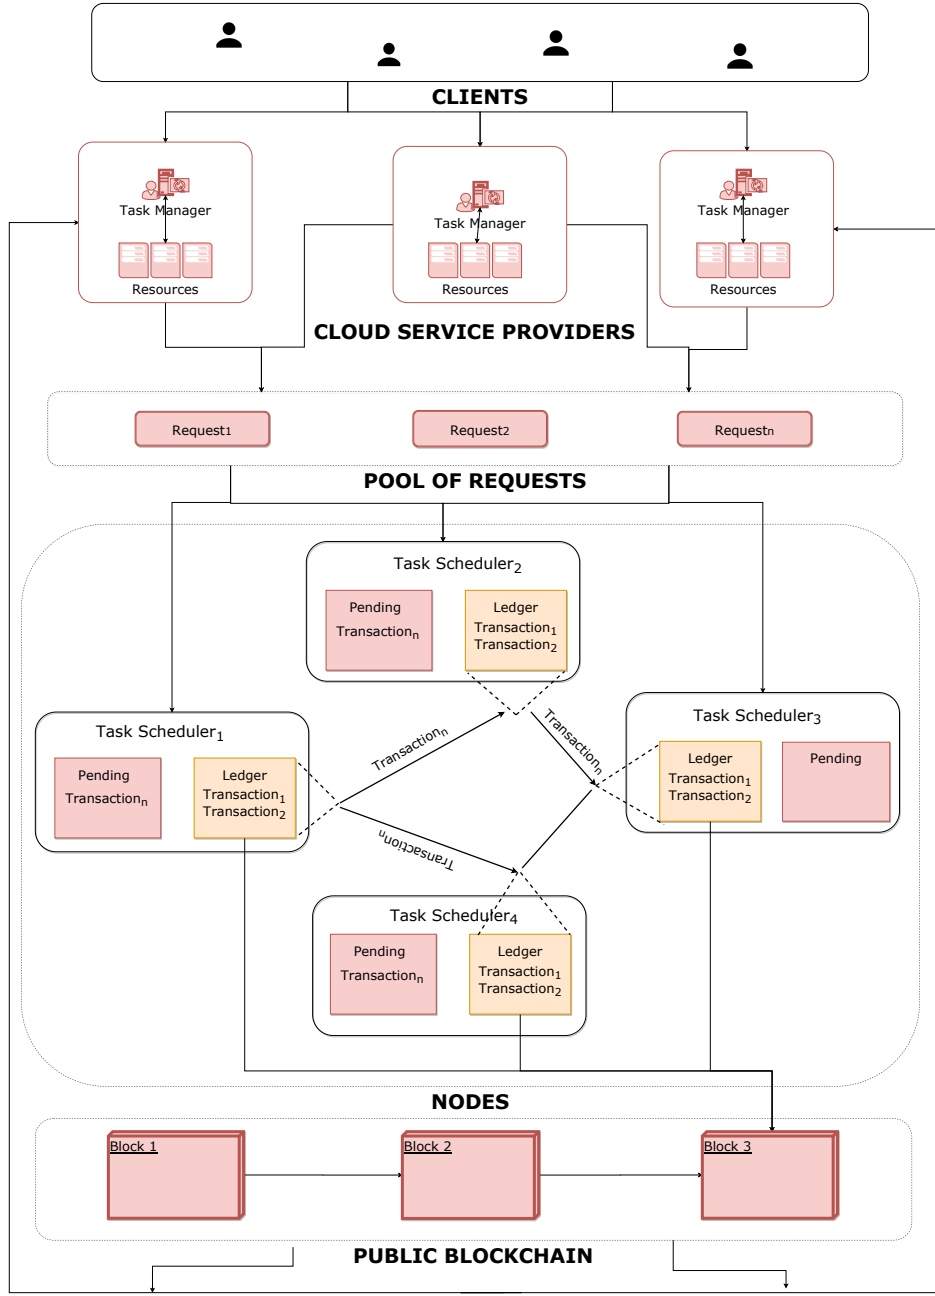 CLIENTS
Task Manager
Resources
Task Manager
Resources
Task Manager
Resources
CLOUD SERVICE PROVIDERS
Request1
Request2
Requestn
POOL OF REQUESTS
Task Scheduler2
Pending
Transactionn
Ledger
Transaction1
Transaction2
Task Scheduler1
Pending
Transactionn
Ledger
Transaction1
Transaction2
Transactionn
Transactionn
Transactionn
Task Scheduler3
Ledger
Transaction1
Transaction2
Pending
Task Scheduler4
Pending
Transactionn
Ledger
Transaction1
Transaction2
NODES
Block 1
Block 2
Block 3
PUBLIC BLOCKCHAIN